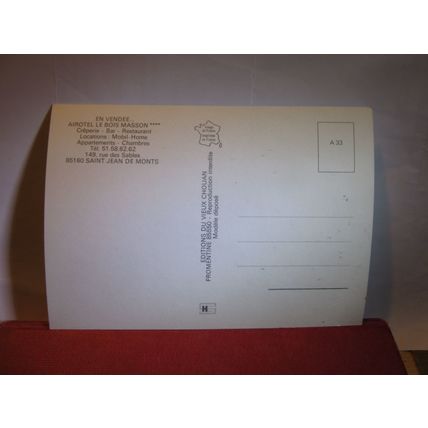 EN VENDEE.
AIROTEL LE BOIS MASSON ****
Crêperie - Bar - Restaurant
Locations : Mobil-Home
Appartements - Chambres
Tél. 51.58.62.62
149, rue des Sables
85160 SAINT JEAN DE MONTS
EDITIONS DU VIEUX CHOUAN
FROMENTINE 85550 - Reproduction interdite
Modèle déposé
A 33
H